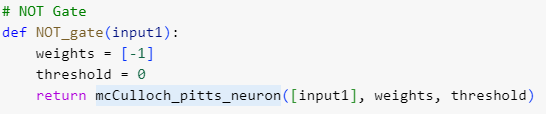 # NOT Gate
def NOT_gate(input1):
    weights = [-1]
    threshold = 0
    return mcCulloch_pitts_neuron([input1], weights, threshold)